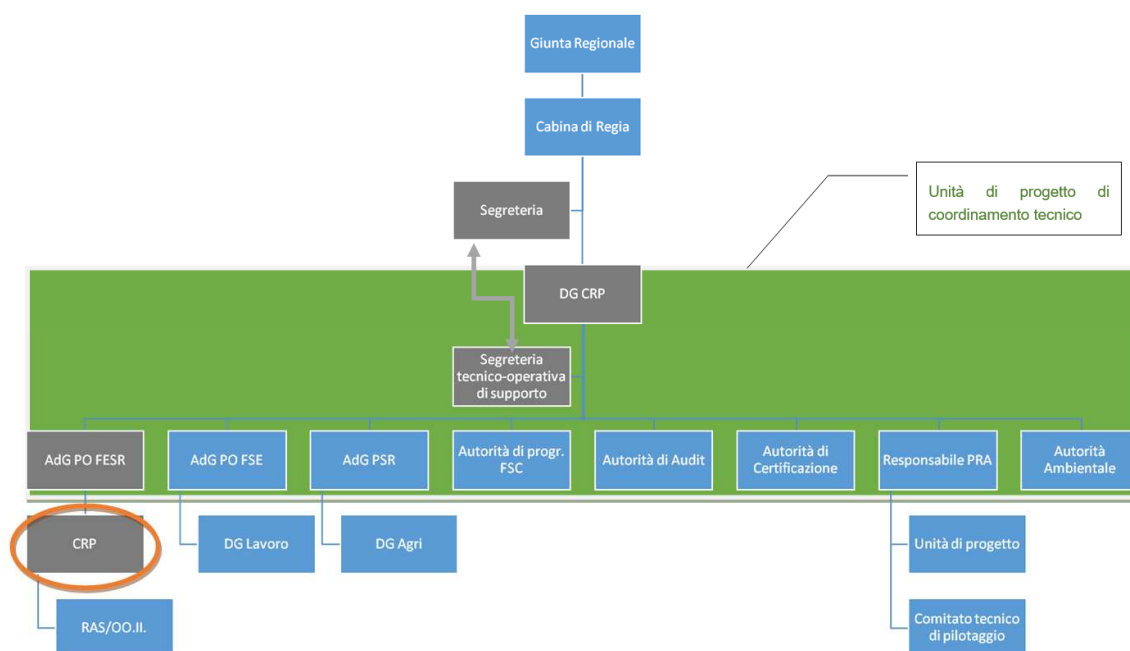 Giunta Regionale
Cabina di Regia
Unità di progetto di
coordinamento tecnico
Segreteria
DG CRP
Segreteria
tecnico-operativa
di supporto
AdG PO FESR
AdG PO FSE
AdG PSR
Autorità di progr.
FSC
Autorità di Audit
Autorità di
Certificazione
Responsabile PRA
Autorità
Ambientale
CRP
DG Lavoro
DG Agri
Unità di progetto
RAS/OO.II.
Comitato tecnico
di pilotaggio